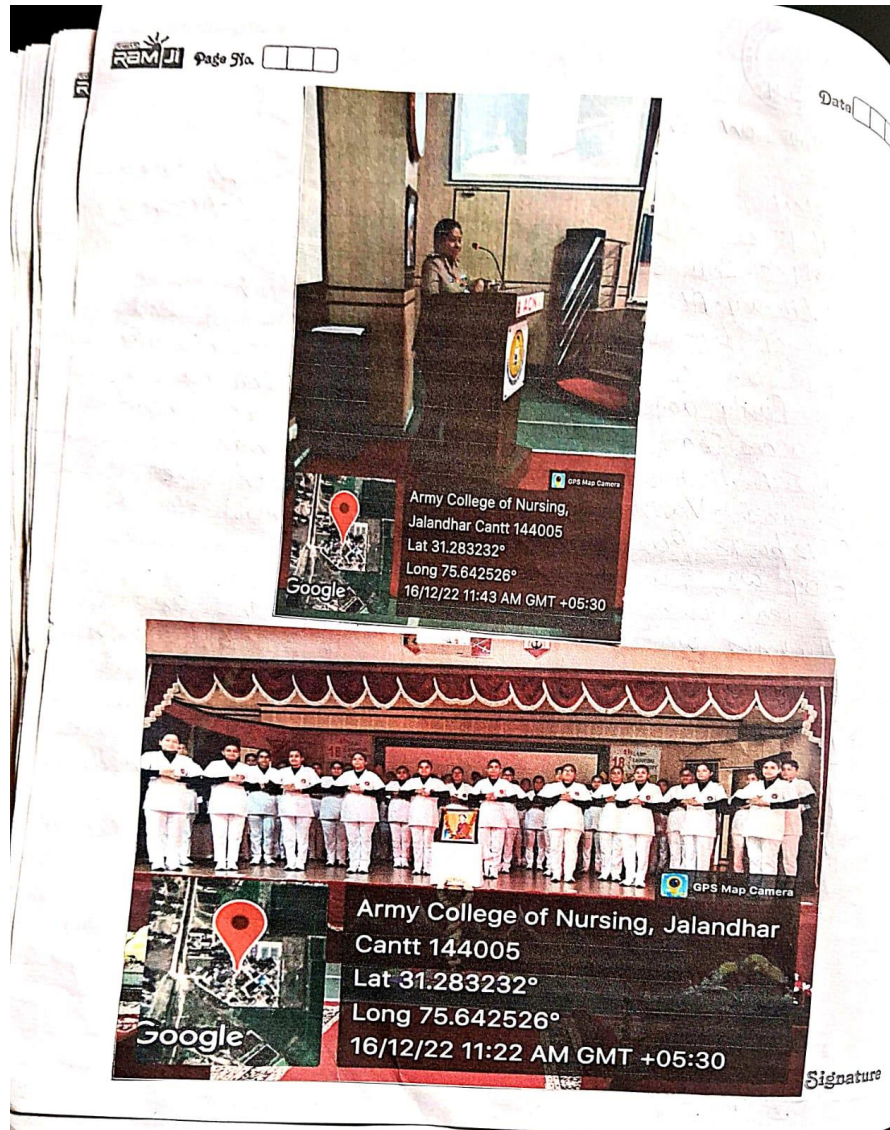 RAM JI Page No.
Date
ACN
GPS Map Camera
Army College of Nursing,
Jalandhar Cantt 144005
Lat 31.283232°
Long 75.642526°
16/12/22 11:43 AM GMT +05:30
Google
18
18
GPS Map Camera
Army College of Nursing, Jalandhar
Cantt 144005
Lat 31.283232°
Long 75.642526°
16/12/22 11:22 AM GMT +05:30
Google
Signature